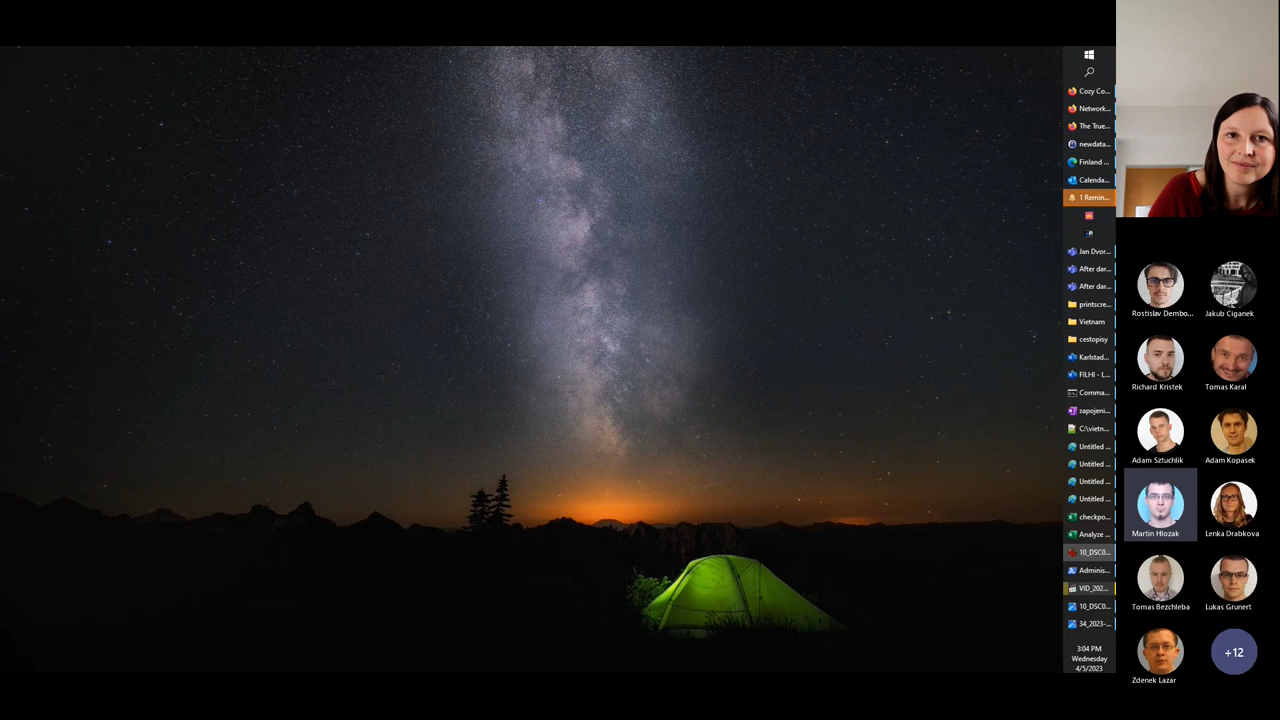 Cozy Co...
Network...
The True...
newdata...
Finland ...
Calenda...
1 Remin...
Jan Dvor...
After dar...
After dar...
printscre...
Vietnam
cestopisy
Karlstad...
FILHI - L...
Comma...
zapojeni...
C:\vietn...
Untitled ...
Untitled ...
Untitled ...
Untitled ...
checkpo...
Analyze ...
10_DSC0...
Adminis...
VID_202...
10_DSC0...
34_2023-...
3:04 PM
Wednesday
4/5/2023
Rostislav Dembo...
Jakub Ciganek
Richard Kristek
Tomas Karal
Adam Sztuchlik
Adam Kopasek
Martin Hlozak
Lenka Drabkova
Tomas Bezchleba
Lukas Grunert
Zdenek Lazar
+12